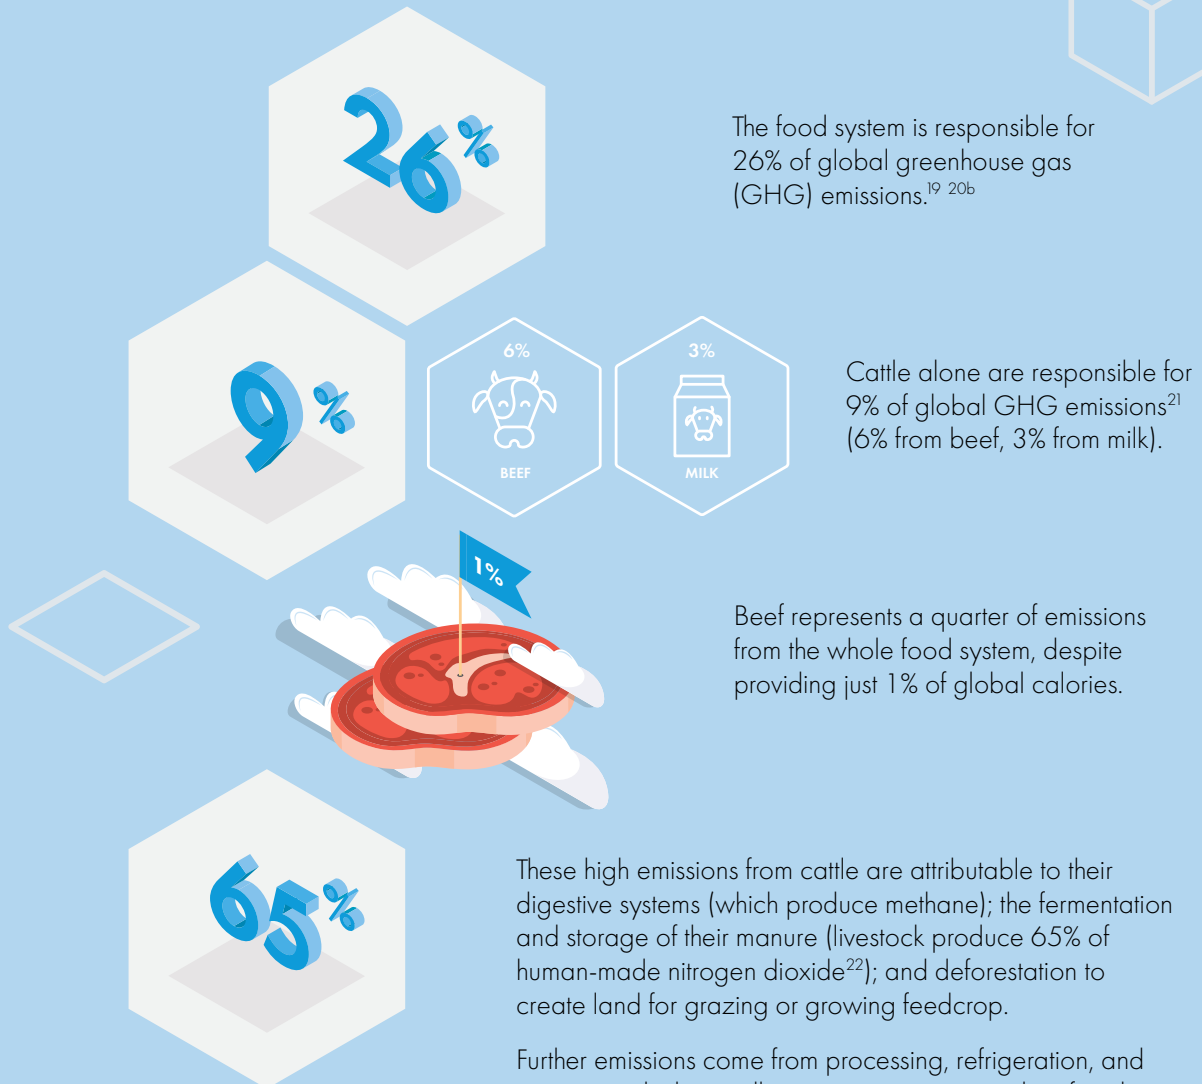 26%
The food system is responsible for
26% of global greenhouse gas
(GHG) emissions.19 20b
9%
6%
BEEF
3%
MILK
Cattle alone are responsible for
9% of global GHG emissions21
(6% from beef, 3% from milk).
1%
Beef represents a quarter of emissions
from the whole food system, despite
providing just 1% of global calories.
65%
These high emissions from cattle are attributable to their
digestive systems (which produce methane); the fermentation
and storage of their manure (livestock produce 65% of
human-made nitrogen dioxide22); and deforestation to
create land for grazing or growing feedcrop.
Further emissions come from processing, refrigeration, and